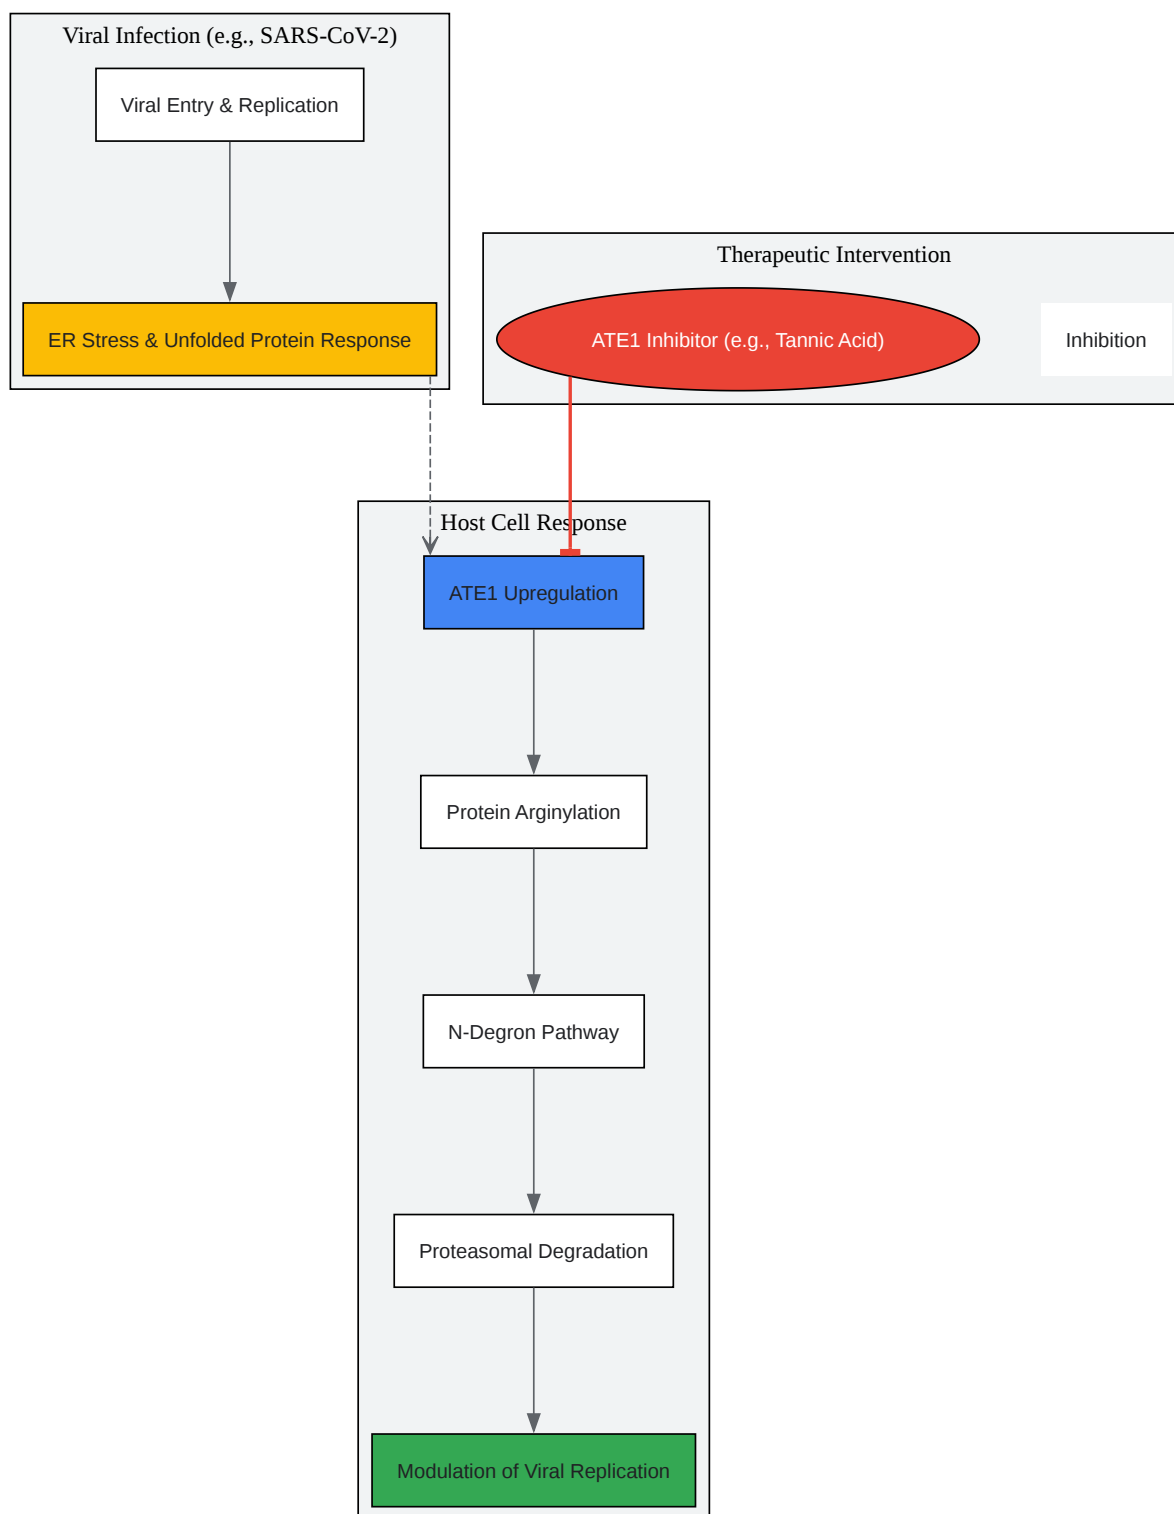 Viral Infection (e.g., SARS-CoV-2)
Viral Entry & Replication
ER Stress & Unfolded Protein Response
Therapeutic Intervention
ATE1 Inhibitor (e.g., Tannic Acid)
Inhibition
Host Cell Response
ATE1 Upregulation
Protein Arginylation
N-Degron Pathway
Proteasomal Degradation
Modulation of Viral Replication